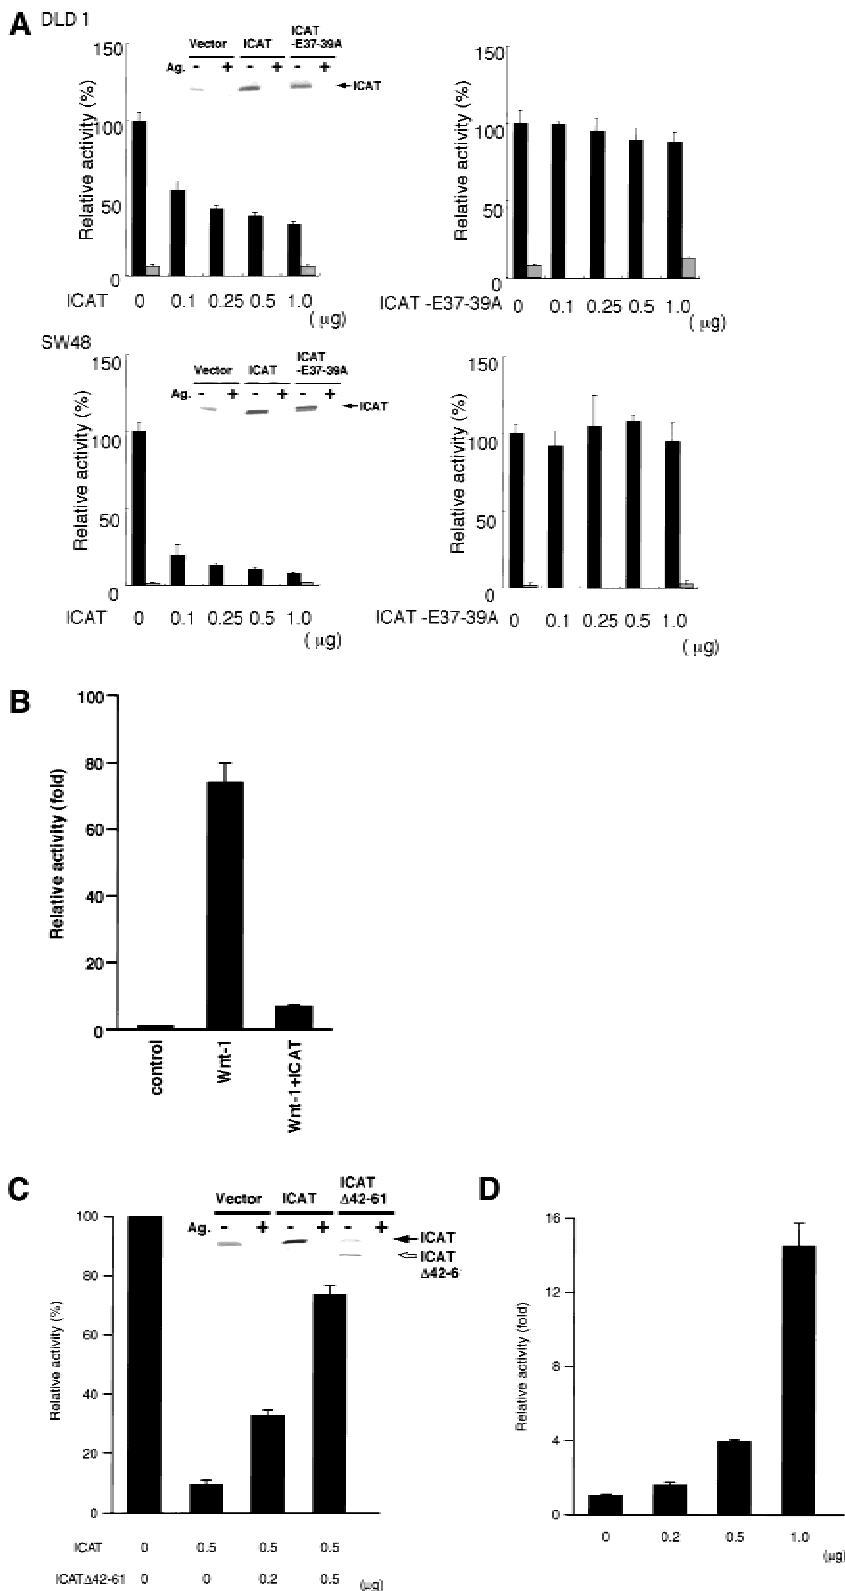 A DLD 1
Vector ICAT ICAT -E37-39A
Ag. - + - + - +
ICAT
Relative activity (%)
150
100
50
0
ICAT 0 0.1 0.25 0.5 1.0
( μg)
Relative activity (%)
150
100
50
0
ICAT -E37-39A 0 0.1 0.25 0.5 1.0
( μg)
SW48
Vector ICAT ICAT -E37-39A
Ag. - + - + - +
ICAT
Relative activity (%)
150
100
50
0
ICAT 0 0.1 0.25 0.5 1.0
( μg)
Relative activity (%)
150
100
50
0
ICAT -E37-39A 0 0.1 0.25 0.5 1.0
( μg)
B
Relative activity (fold)
100
80
60
40
20
0
control
Wnt-1
Wnt-1+ICAT
C
Vector ICAT ICAT Δ42-61
Ag. - + - + - +
ICAT
ICAT
Δ42-6
Relative activity (%)
100
80
60
40
20
0
ICAT 0 0.5 0.5 0.5
ICATΔ42-61 0 0 0.2 0.5 (μg)
D
Relative activity (fold)
16
12
8
4
0
0 0.2 0.5 1.0
(μg)